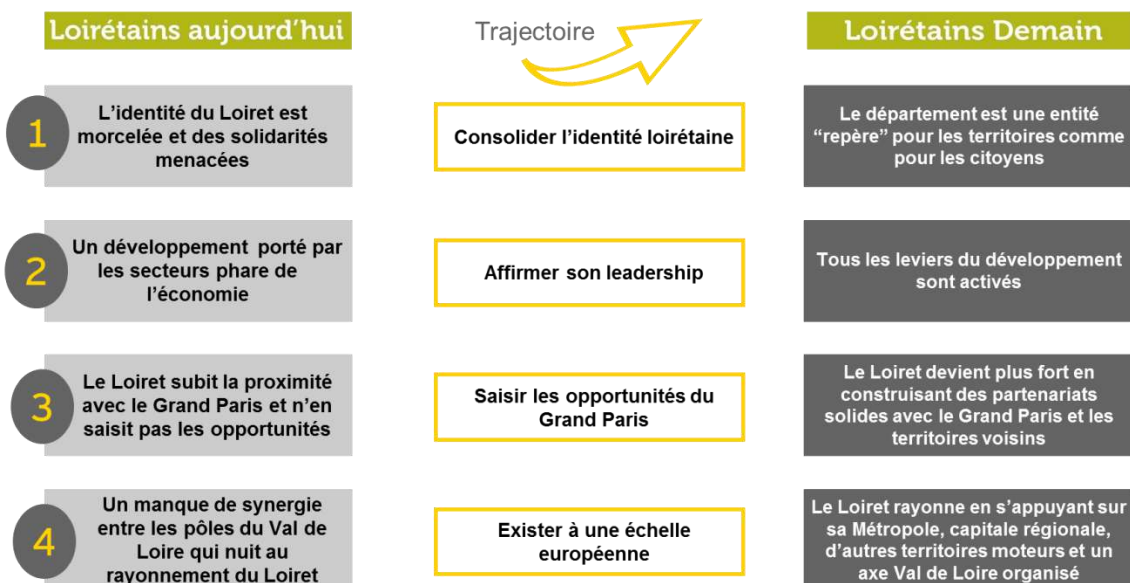 Loirétains aujourd’hui
Trajectoire
Loirétains Demain
1
L’identité du Loiret est
morcelée et des solidarités
menacées
Consolider l’identité loirétaine
Le département est une entité
“repère” pour les territoires comme
pour les citoyens
2
Un développement porté par
les secteurs phare de
l’économie
Affirmer son leadership
Tous les leviers du développement
sont activés
3
Le Loiret subit la proximité
avec le Grand Paris et n’en
saisit pas les opportunités
Saisir les opportunités du
Grand Paris
Le Loiret devient plus fort en
construisant des partenariats
solides avec le Grand Paris et les
territoires voisins
4
Un manque de synergie
entre les pôles du Val de
Loire qui nuit au
rayonnement du Loiret
Exister à une échelle
européenne
Le Loiret rayonne en s’appuyant sur
sa Métropole, capitale régionale,
d’autres territoires moteurs et un
axe Val de Loire organisé